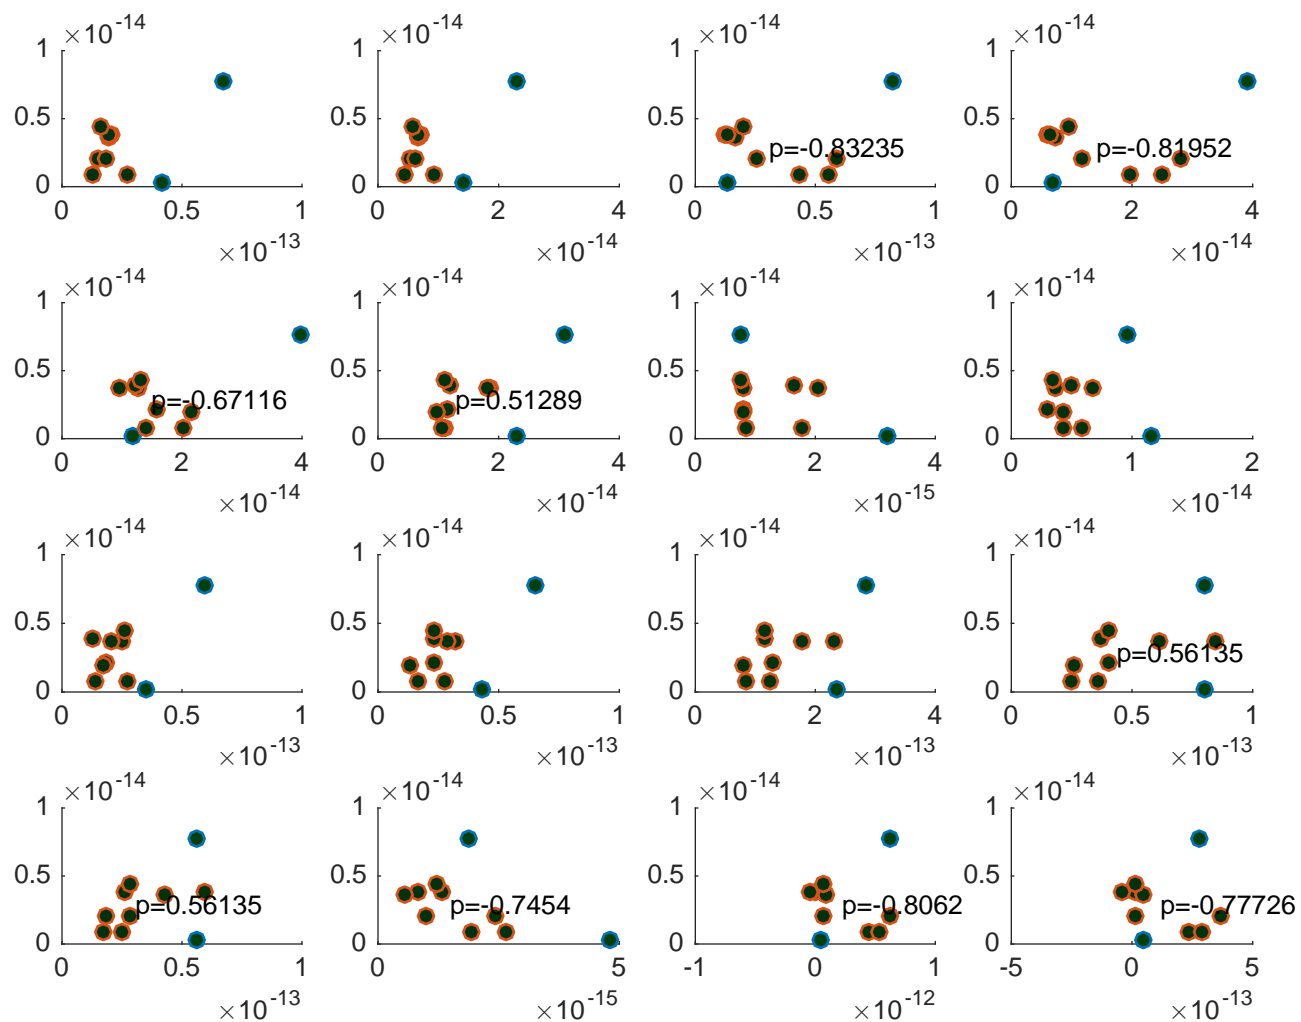 ×10-14 ×10-14 ×10-14 ×10-14
1 1 1 1
0.5 0.5 0.5 0.5
p=-0.83235 p=-0.81952
0 0 0 0
0 0.5 1 0 2 4 0 0.5 1 0 2 4
×10-13 ×10-14 ×10-13 ×10-14
×10-14 ×10-14 ×10-14 ×10-14
1 1 1 1
0.5 0.5 0.5 0.5
p=-0.67116 p=0.51289
0 0 0 0
0 2 4 0 2 4 0 2 4 0 1 2
×10-14 ×10-14 ×10-15 ×10-14
×10-14 ×10-14 ×10-14 ×10-14
1 1 1 1
0.5 0.5 0.5 0.5
p=0.56135
0 0 0 0
0 0.5 1 0 0.5 1 0 2 4 0 0.5 1
×10-13 ×10-13 ×10-13 ×10-13
×10-14 ×10-14 ×10-14 ×10-14
1 1 1 1
0.5 0.5 0.5 0.5
p=0.56135 p=-0.7454 p=-0.8062 p=-0.77726
0 0 0 0
0 0.5 1 0 5 -1 0 1 -5 0 5
×10-13 ×10-15 ×10-12 ×10-13